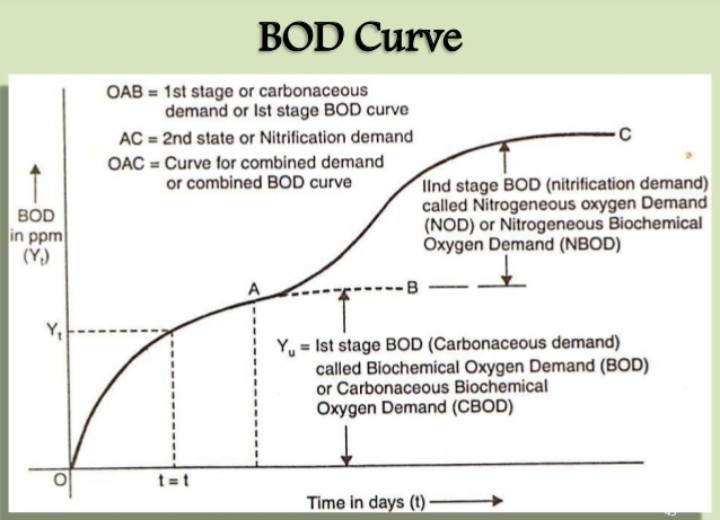 BOD Curve
OAB = 1st stage or carbonaceous
demand or Ist stage BOD curve
AC = 2nd state or Nitrification demand
OAC = Curve for combined demand
or combined BOD curve
C
BOD
in ppm
(Yt)
IInd stage BOD (nitrification demand)
called Nitrogeneous oxygen Demand
(NOD) or Nitrogeneous Biochemical
Oxygen Demand (NBOD)
A
B
Yt
Yu = Ist stage BOD (Carbonaceous demand)
called Biochemical Oxygen Demand (BOD)
or Carbonaceous Biochemical
Oxygen Demand (CBOD)
O
t = t
Time in days (t)